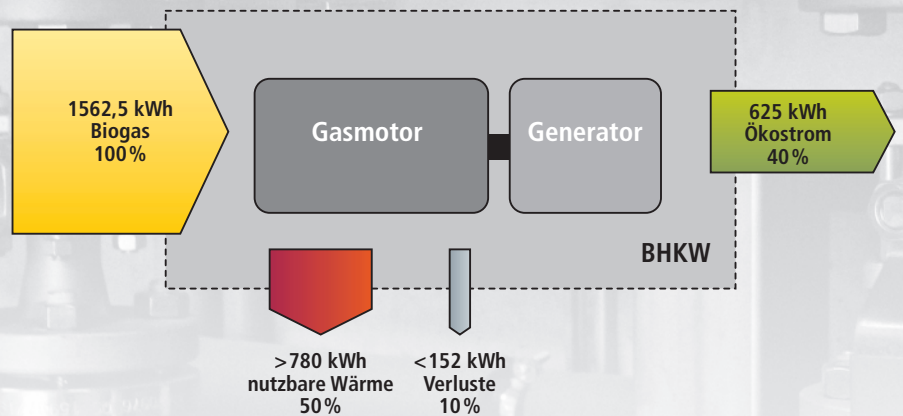 1562,5 kWh
Biogas
100%
Gasmotor
Generator
625 kWh
Ökostrom
40%
BHKW
>780 kWh
nutzbare Wärme
50%
<152 kWh
Verluste
10%